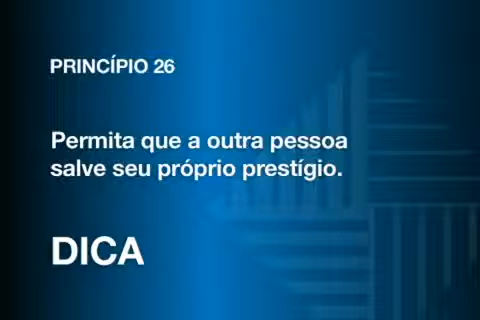 PRINCÍPIO 26
Permita que a outra pessoa
salve seu próprio prestígio.
DICA